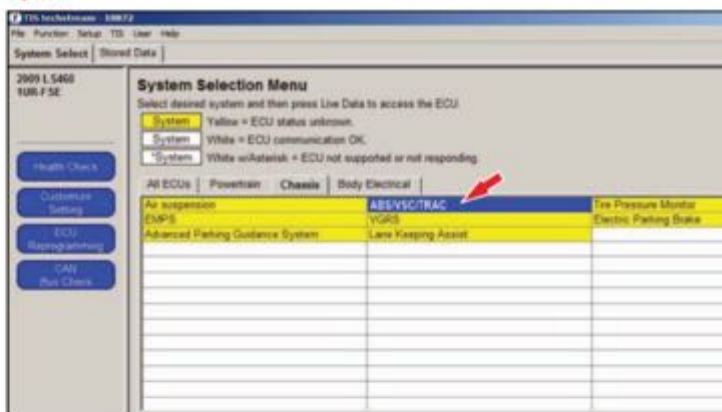 TIS techstream - 10072
File Function Setup TIS User Help
System Select Stored Data
2009 LS460
1UR-FSE
System Selection Menu
Select desired system and then press Live Data to access the ECU.
System Yellow = ECU status unknown.
System White = ECU communication OK.
*System White w/Asterisk = ECU not supported or not responding.
Health Check
Customize
Setting
ECU
Reprogramming
CAN
Bus Check
All ECUs Powertrain Chassis Body Electrical
Air suspension ABS/VSC/TRAC Tire Pressure Monitor
EMPS VGRS Electric Parking Brake
Advanced Parking Guidance System Lane Keeping Assist